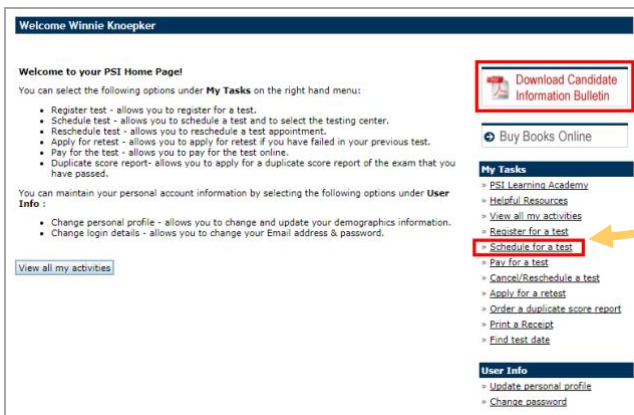 Welcome Winnie Knoepker
Welcome to your PSI Home Page!
You can select the following options under My Tasks on the right hand menu:
• Register test - allows you to register for a test.
• Schedule test - allows you to schedule a test and to select the testing center.
• Reschedule test - allows you to reschedule a test appointment.
• Apply for retest - allows you to apply for retest if you have failed in your previous test.
• Pay for the test - allows you to pay for the test online.
• Duplicate score report- allows you to apply for a duplicate score report of the exam that you
have passed.
You can maintain your personal account information by selecting the following options under User
Info :
• Change personal profile - allows you to change and update your demographics information.
• Change login details - allows you to change your Email address & password.
View all my activities
Download Candidate
Information Bulletin
Buy Books Online
My Tasks
» PSI Learning Academy
» Helpful Resources
» View all my activities
» Register for a test
» Schedule for a test
» Pay for a test
» Cancel/Reschedule a test
» Apply for a retest
» Order a duplicate score report
» Print a Receipt
» Find test date
User Info
» Update personal profile
» Change password